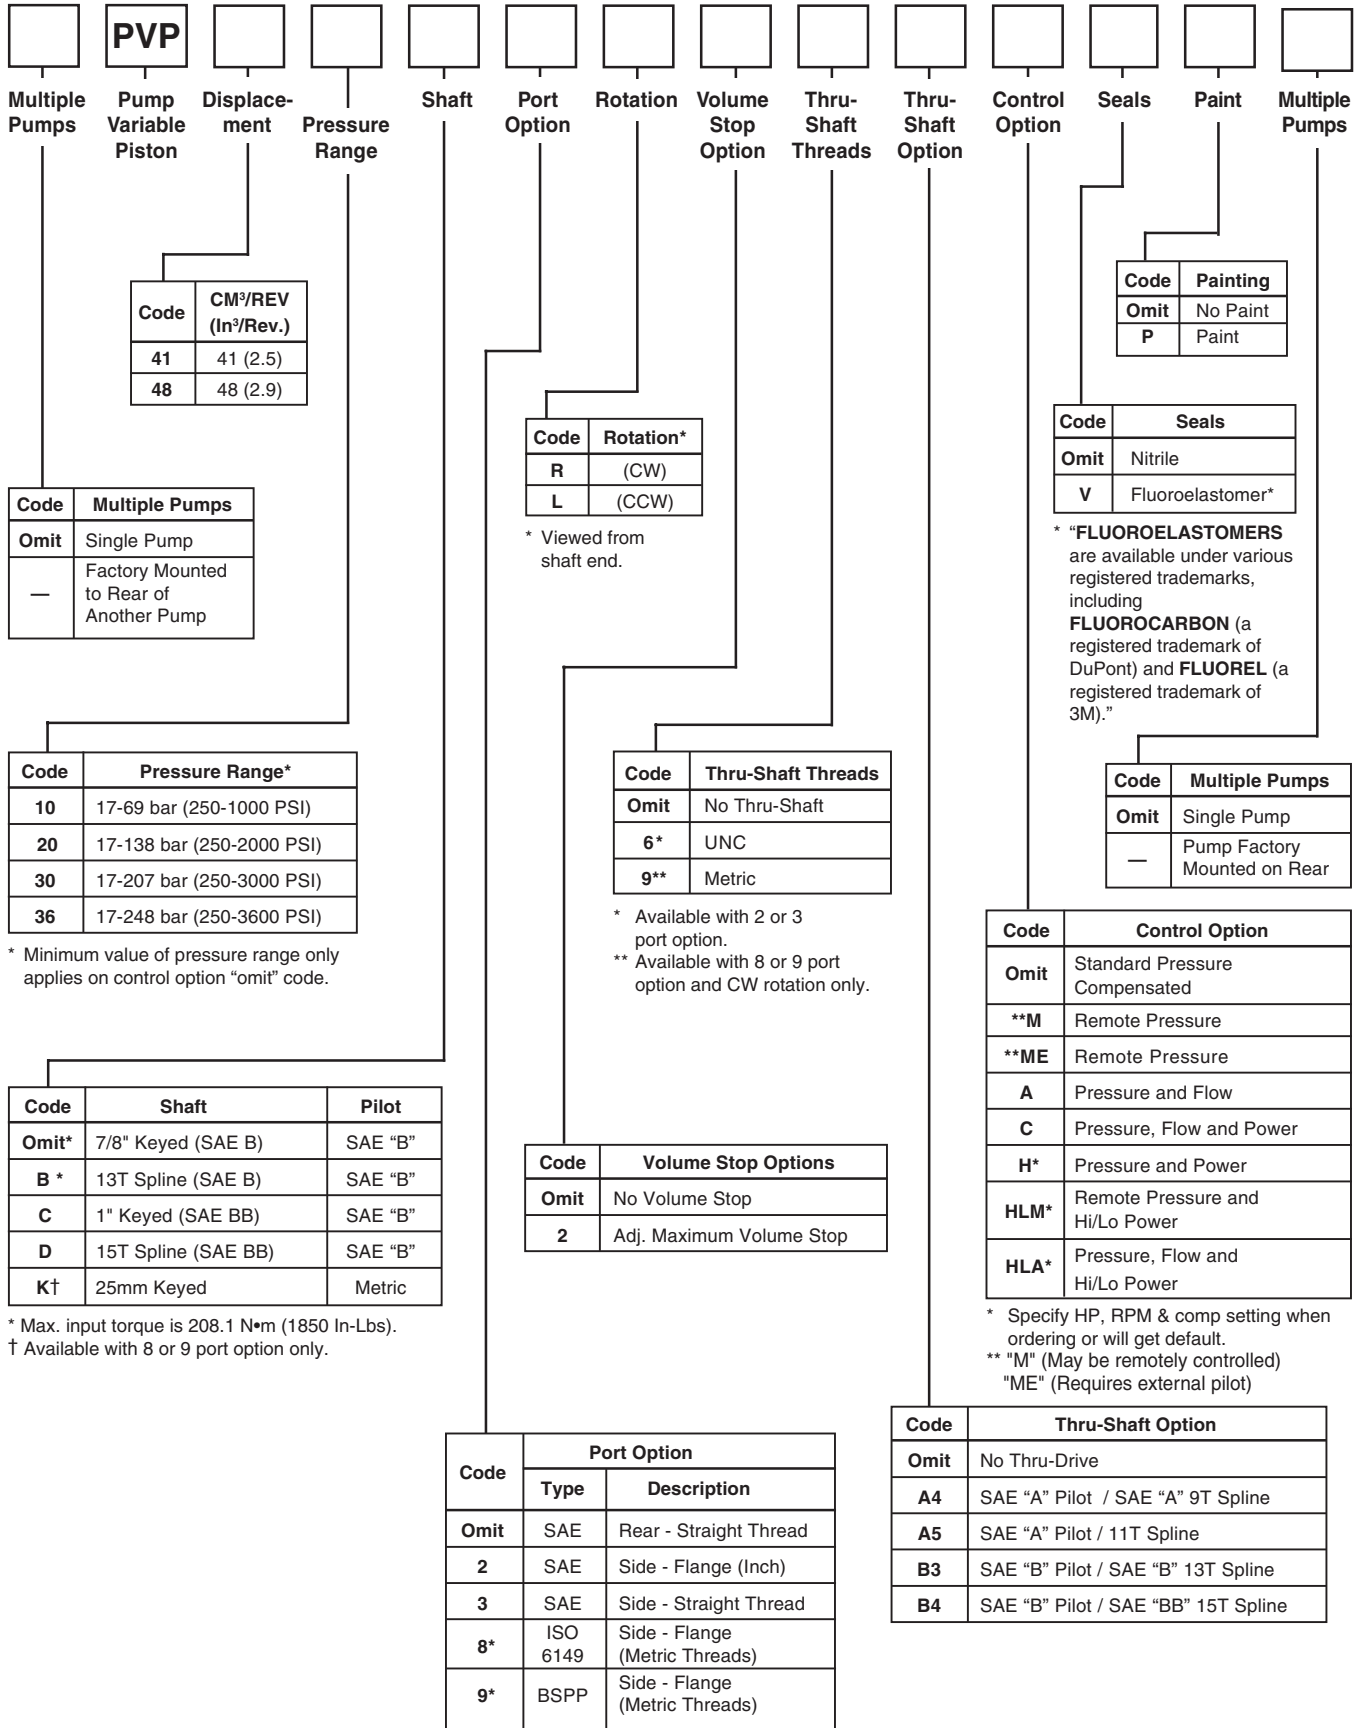 PVP
Multiple
Pumps
Pump
Variable
Piston
Displace-
ment
Pressure
Range
Shaft
Port
Option
Rotation
Volume
Stop
Option
Thru-
Shaft
Threads
Thru-
Shaft
Option
Control
Option
Seals
Paint
Multiple
Pumps
Code CM³/REV
(In³/Rev.)
41 41 (2.5)
48 48 (2.9)
Code Painting
Omit No Paint
P Paint
Code Rotation*
R (CW)
L (CCW)
* Viewed from
shaft end.
Code Seals
Omit Nitrile
V Fluoroelastomer*
* “FLUOROELASTOMERS
are available under various
registered trademarks,
including
FLUOROCARBON (a
registered trademark of
DuPont) and FLUOREL (a
registered trademark of
3M).”
Code Multiple Pumps
Omit Single Pump
— Factory Mounted
to Rear of
Another Pump
Code Pressure Range*
10 17-69 bar (250-1000 PSI)
20 17-138 bar (250-2000 PSI)
30 17-207 bar (250-3000 PSI)
36 17-248 bar (250-3600 PSI)
* Minimum value of pressure range only
applies on control option “omit” code.
Code Thru-Shaft Threads
Omit No Thru-Shaft
6* UNC
9** Metric
* Available with 2 or 3
port option.
** Available with 8 or 9 port
option and CW rotation only.
Code Multiple Pumps
Omit Single Pump
— Pump Factory
Mounted on Rear
Code Control Option
Omit Standard Pressure
Compensated
**M Remote Pressure
**ME Remote Pressure
A Pressure and Flow
C Pressure, Flow and Power
H* Pressure and Power
HLM* Remote Pressure and
Hi/Lo Power
HLA* Pressure, Flow and
Hi/Lo Power
* Specify HP, RPM & comp setting when
ordering or will get default.
** "M" (May be remotely controlled)
"ME" (Requires external pilot)
Code Shaft Pilot
Omit* 7/8" Keyed (SAE B) SAE “B”
B * 13T Spline (SAE B) SAE “B”
C 1" Keyed (SAE BB) SAE “B”
D 15T Spline (SAE BB) SAE “B”
K† 25mm Keyed Metric
* Max. input torque is 208.1 N•m (1850 In-Lbs).
† Available with 8 or 9 port option only.
Code Volume Stop Options
Omit No Volume Stop
2 Adj. Maximum Volume Stop
Code Port Option
Type Description
Omit SAE Rear - Straight Thread
2 SAE Side - Flange (Inch)
3 SAE Side - Straight Thread
8* ISO 6149 Side - Flange
(Metric Threads)
9* BSPP Side - Flange
(Metric Threads)
Code Thru-Shaft Option
Omit No Thru-Drive
A4 SAE “A” Pilot / SAE “A” 9T Spline
A5 SAE “A” Pilot / 11T Spline
B3 SAE “B” Pilot / SAE “B” 13T Spline
B4 SAE “B” Pilot / SAE “BB” 15T Spline